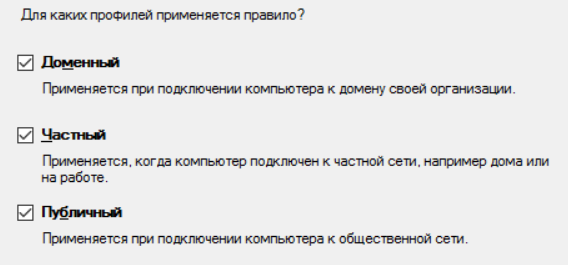 Для каких профилей применяется правило?
Доменный
Применяется при подключении компьютера к домену своей организации.
Частный
Применяется, когда компьютер подключен к частной сети, например дома или
на работе.
Публичный
Применяется при подключении компьютера к общественной сети.